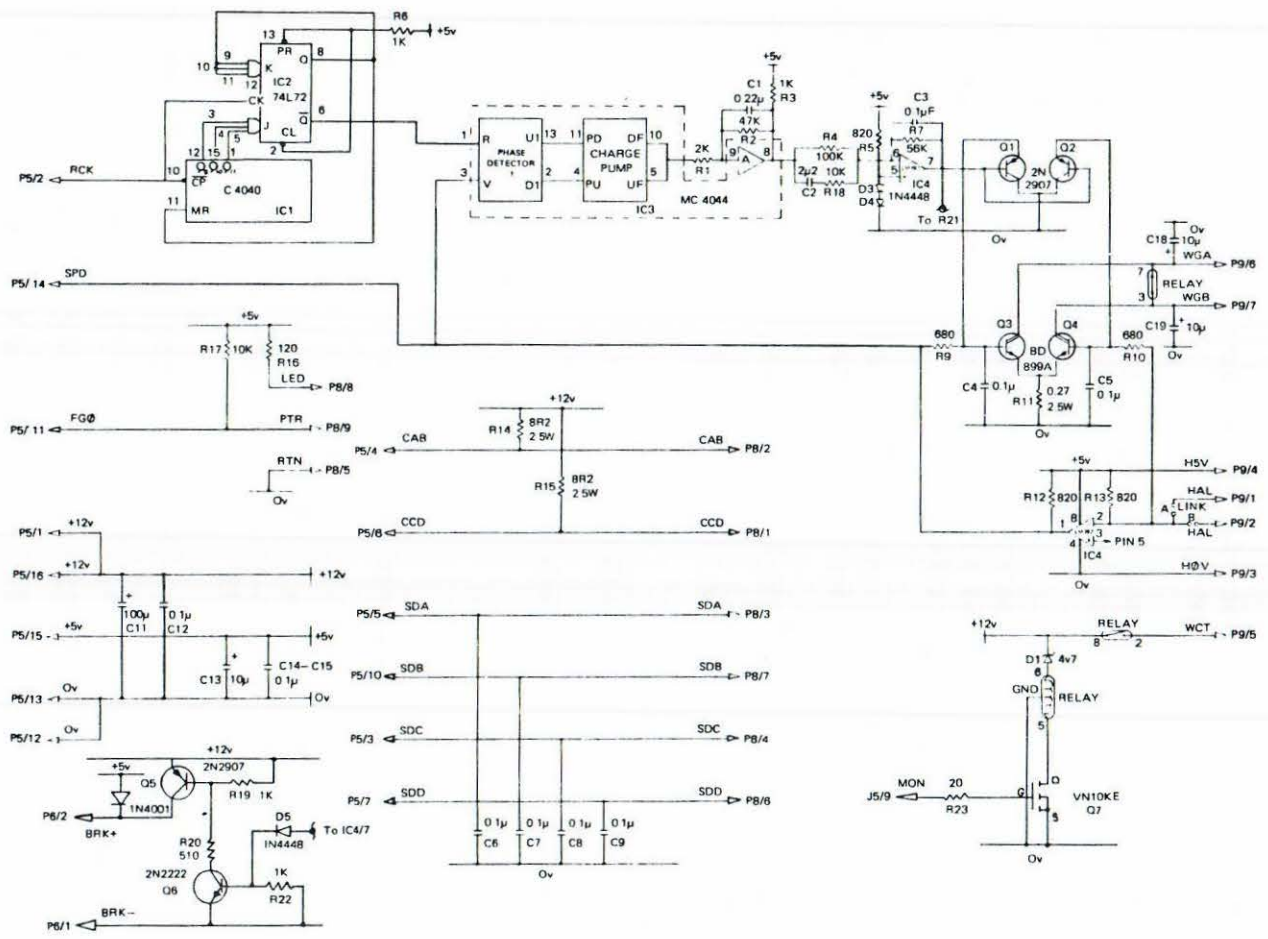 R6
1K
+5v
13
PR
8
Q
9
10
11
12
K
IC2
74L72
CK
3
4
5
J
CL
2
6
Q
P5/2
RCK
10
12 15 1
CP
C 4040
11
MR
IC1
1
R
U1
13
PHASE
DETECTOR
1
3
V
D1
2
11
PD
DF
10
CHARGE
PUMP
4
PU
UF
5
IC3
MC 4044
2K
R1
+5v
C1
0 22µ
1K
R3
47K
R2
9
A
8
R4
100K
2µ2
10K
C2
R18
+5v
820
R5
D3
D4
C3
0.1µF
R7
56K
6
5
7
IC4
1N4448
To R21
0v
Q1
Q2
2N
2907
0v
0v
C18
10µ
+
WGA
P9/6
7
RELAY
3
WGB
P9/7
C19
+
10µ
0v
P5/ 14
SPD
680
R9
Q3
Q4
BD
899A
680
R10
C4
0.1µ
R11
0.27
2.5W
C5
0 1µ
0v
+5v
R17
10K
120
R16
LED
P8/8
P5/ 11
FGØ
PTR
P8/9
RTN
P8/5
0v
+12v
R14
8R2
2 5W
P5/4
CAB
CAB
P8/2
R15
8R2
2 5W
P5/6
CCD
CCD
P8/1
+5v
H5V
P9/4
R12
820
R13
820
HAL
P9/1
A
LINK
B
P9/2
HAL
1
8
2
3
4
PIN 5
IC4
HØV
P9/3
0v
P5/1
+12v
P5/16
+12v
+12v
+
100µ
C11
0.1µ
C12
P5/15
+5v
+5v
C13
+
10µ
C14–C15
0 1µ
P5/13
0v
0v
P5/12
0v
P5/5
SDA
SDA
P8/3
P5/10
SDB
SDB
P8/7
P5/3
SDC
SDC
P8/4
P5/7
SDD
SDD
P8/6
0 1µ
C6
0.1µ
C7
0 1µ
C8
0.1µ
C9
0v
+12v
RELAY
8
2
WCT
P9/5
D1
4v7
6
GND
RELAY
5
J5/9
MON
20
R23
G
D
S
VN10KE
Q7
0v
+12v
+5v
Q5
2N2907
R19
1K
1N4001
P6/2
BRK+
D5
IN4448
To IC4/7
R20
510
2N2222
Q6
1K
R22
P6/1
BRK–